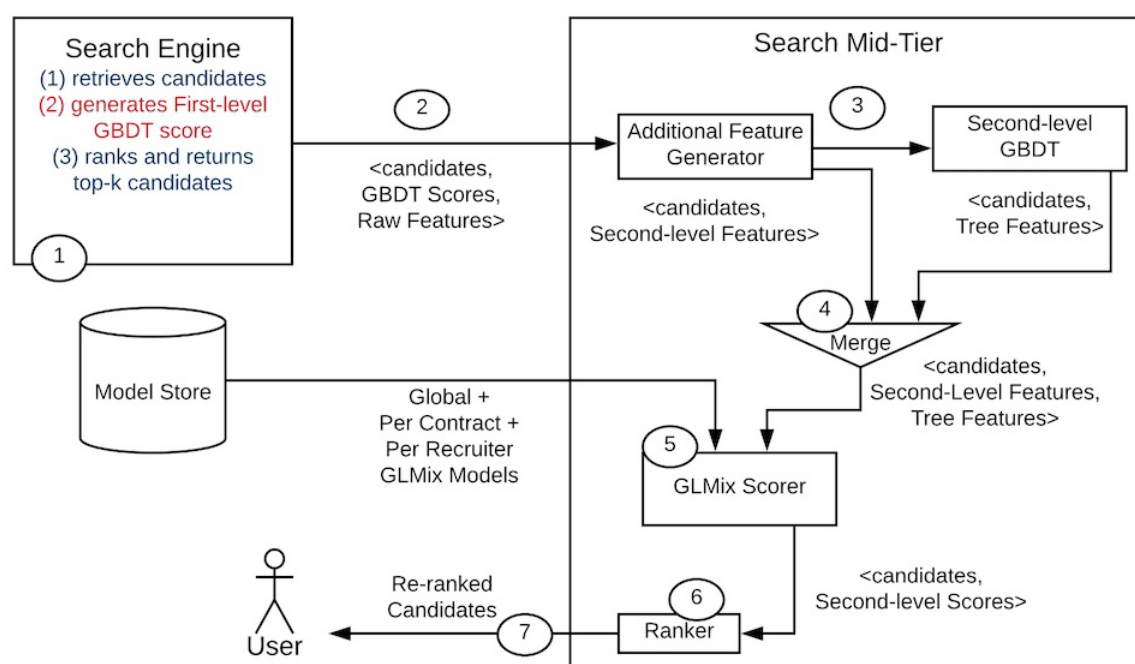 Search Engine
(1) retrieves candidates
(2) generates First-level
GBDT score
(3) ranks and returns
top-k candidates
1
2
<candidates,
GBDT Scores,
Raw Features>
Search Mid-Tier
Additional Feature
Generator
3
Second-level
GBDT
<candidates,
Second-level Features>
<candidates,
Tree Features>
4
Merge
<candidates,
Second-Level Features,
Tree Features>
Model Store
Global +
Per Contract +
Per Recruiter
GLMix Models
5
GLMix Scorer
<candidates,
Second-level Scores>
6
Ranker
7
Re-ranked
Candidates
User